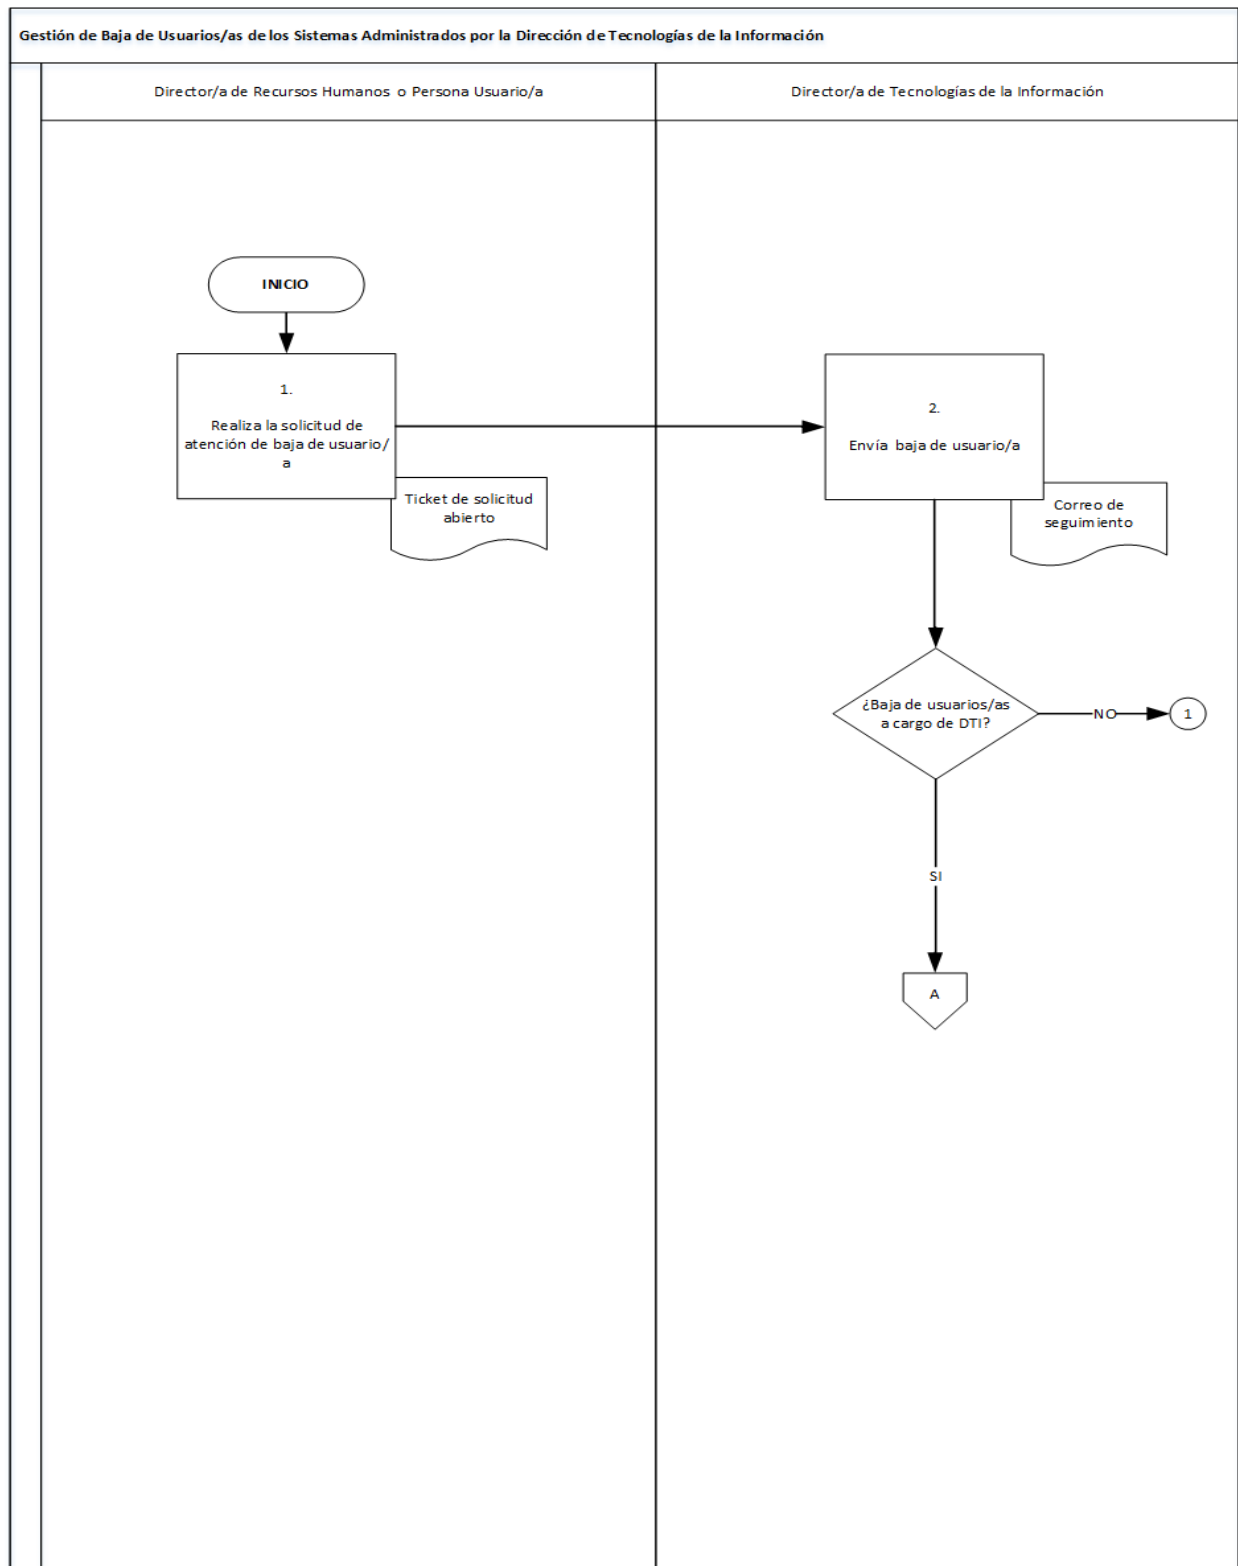 Gestión de Baja de Usuarios/as de los Sistemas Administrados por la Dirección de Tecnologías de la Información
Director/a de Recursos Humanos o Persona Usuario/a
Director/a de Tecnologías de la Información
INICIO
1.
Realiza la solicitud de
atención de baja de usuario/
a
Ticket de solicitud
abierto
2.
Envía baja de usuario/a
Correo de
seguimiento
¿Baja de usuarios/as
a cargo de DTI?
NO
1
SI
A